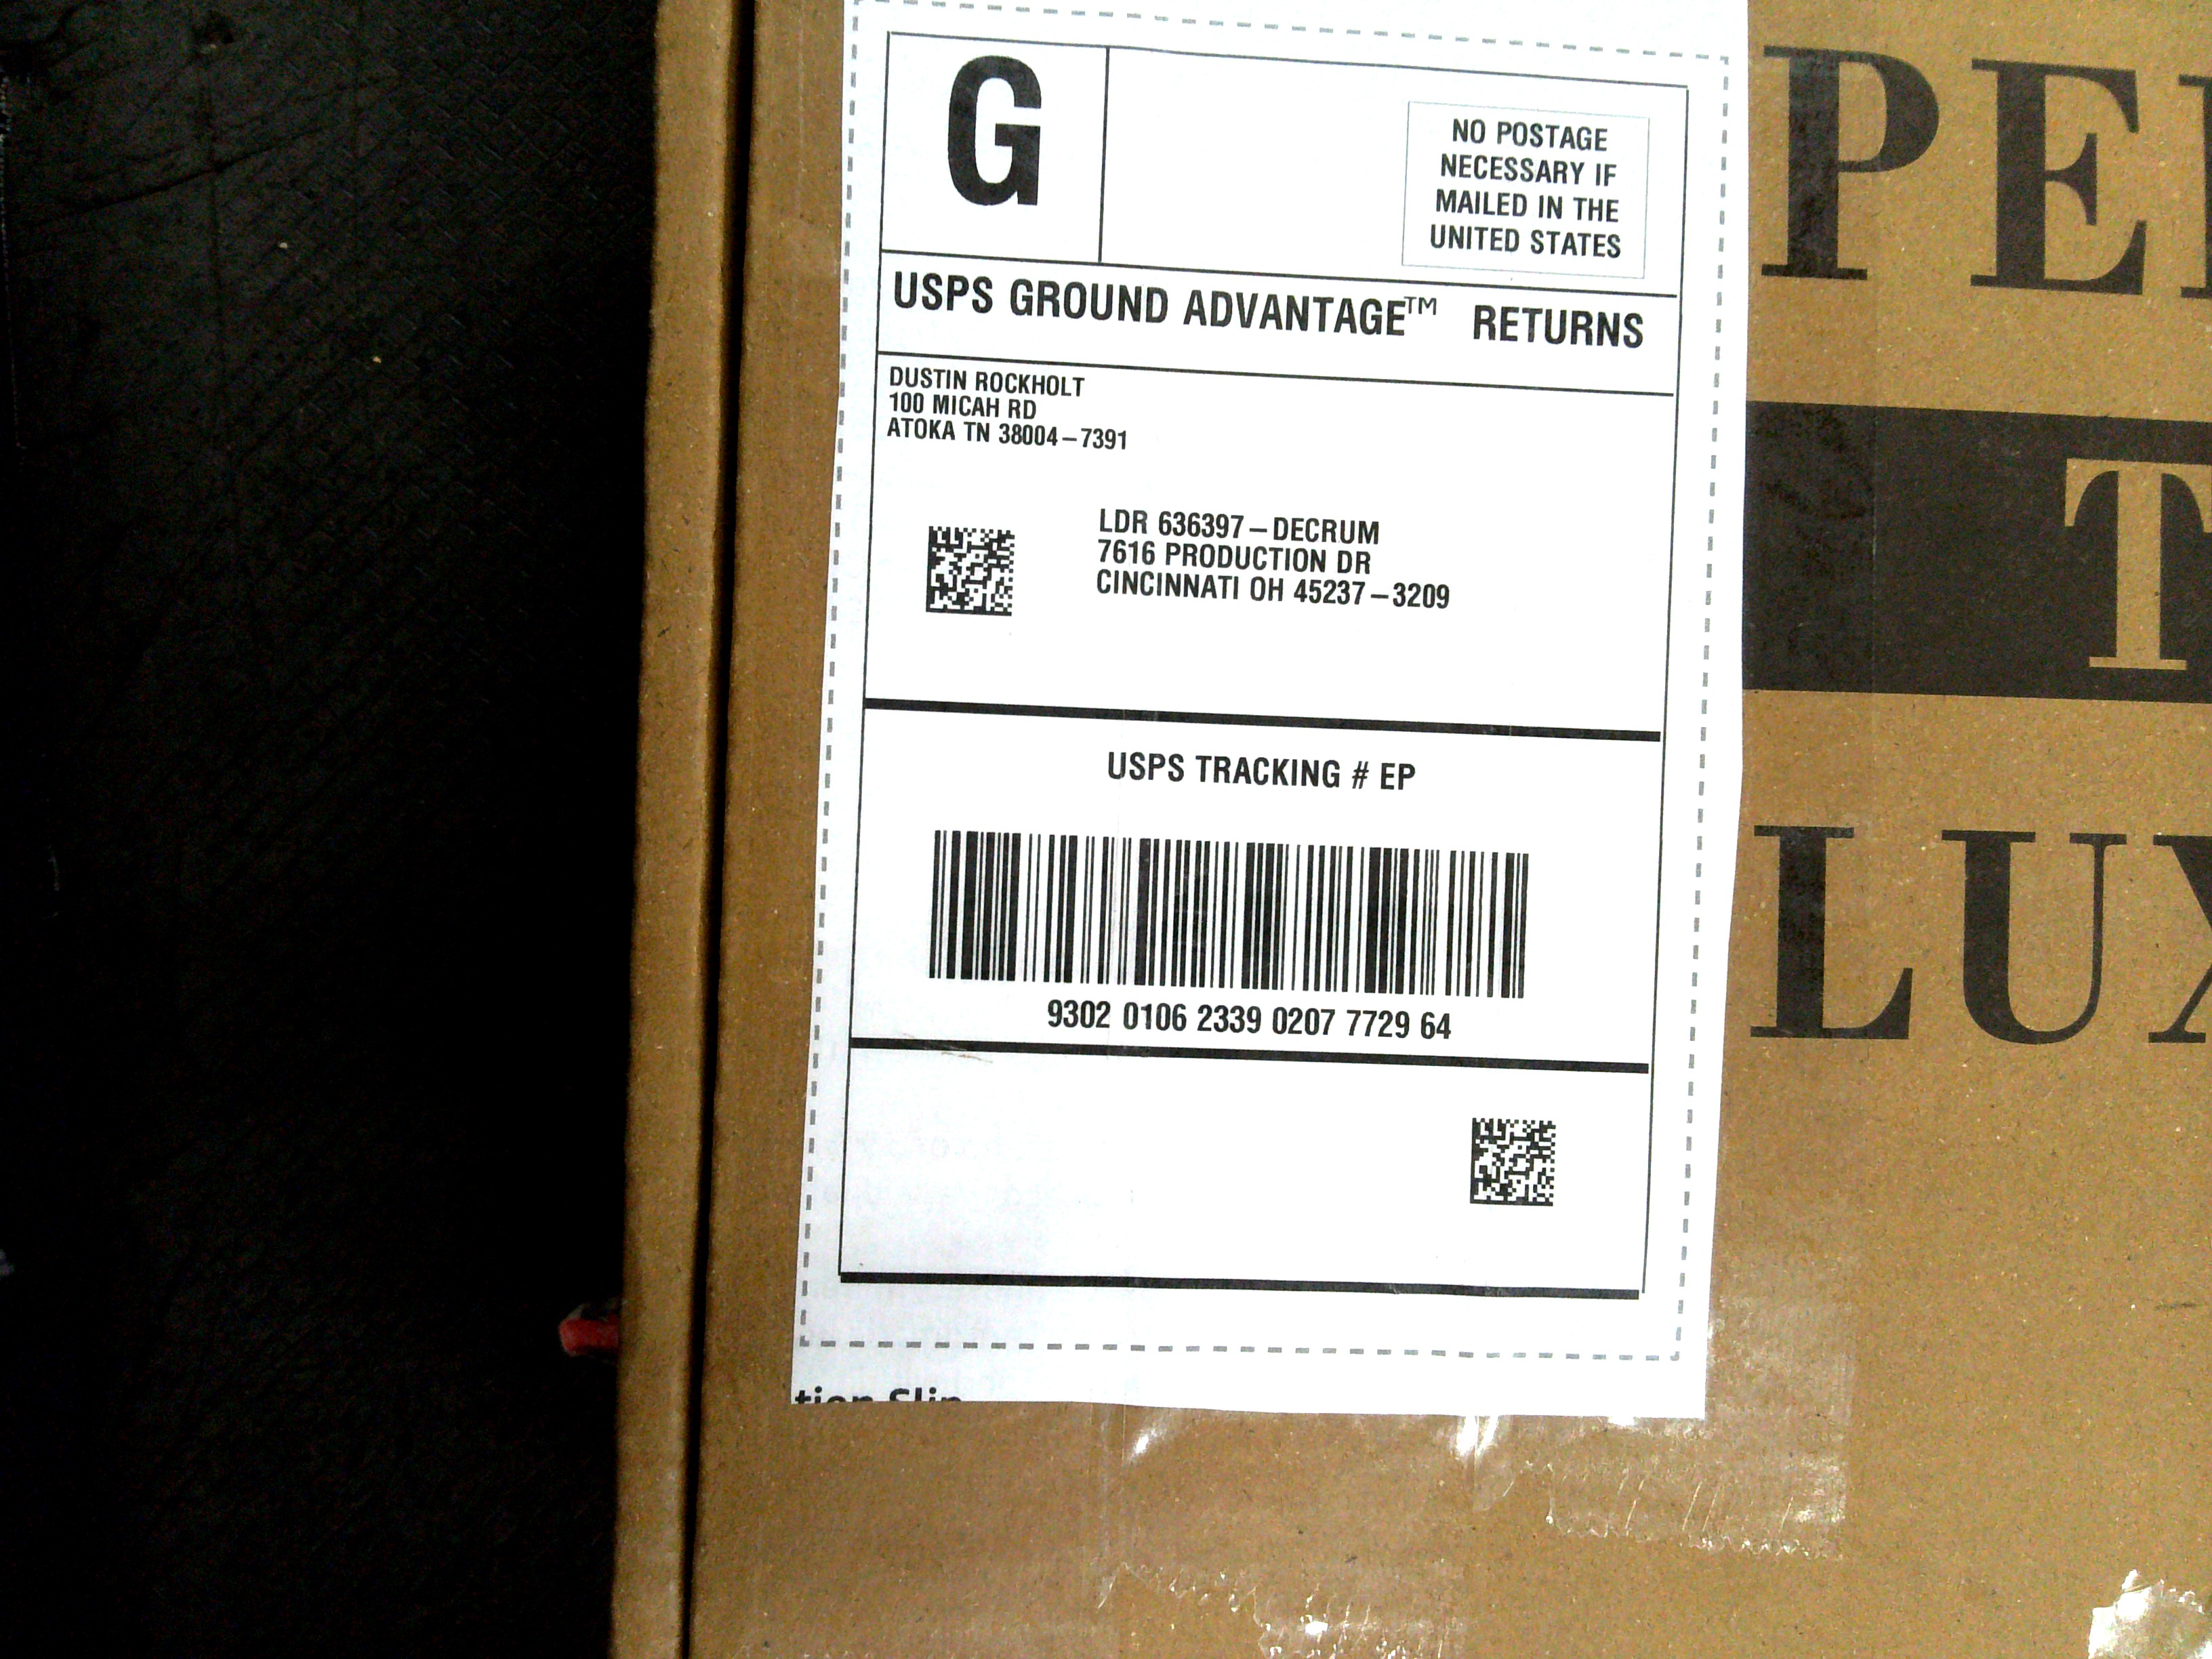 G
NO POSTAGE
NECESSARY IF
MAILED IN THE
UNITED STATES
USPS GROUND ADVANTAGE™ RETURNS
DUSTIN ROCKHOLT
100 MICAH RD
ATOKA TN 38004-7391
LDR 636397-DECRUM
7616 PRODUCTION DR
CINCINNATI OH 45237-3209
USPS TRACKING # EP
9302 0106 2339 0207 7729 64
tion Slip
PE
T
LUX